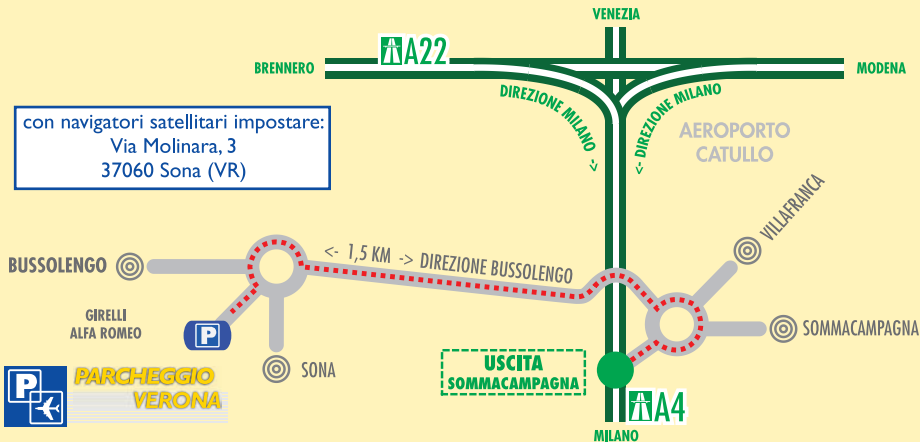 VENEZIA
A22
BRENNERO
MODENA
DIREZIONE MILANO ->
<- DIREZIONE MILANO
AEROPORTO
CATULLO
con navigatori satellitari impostare:
Via Molinara, 3
37060 Sona (VR)
VILLAFRANCA
BUSSOLENGO
<- 1,5 KM -> DIREZIONE BUSSOLENGO
GIRELLI
ALFA ROMEO
P
SOMMACAMPAGNA
SONA
USCITA
SOMMACAMPAGNA
P
PARCHEGGIO
VERONA
A4
MILANO